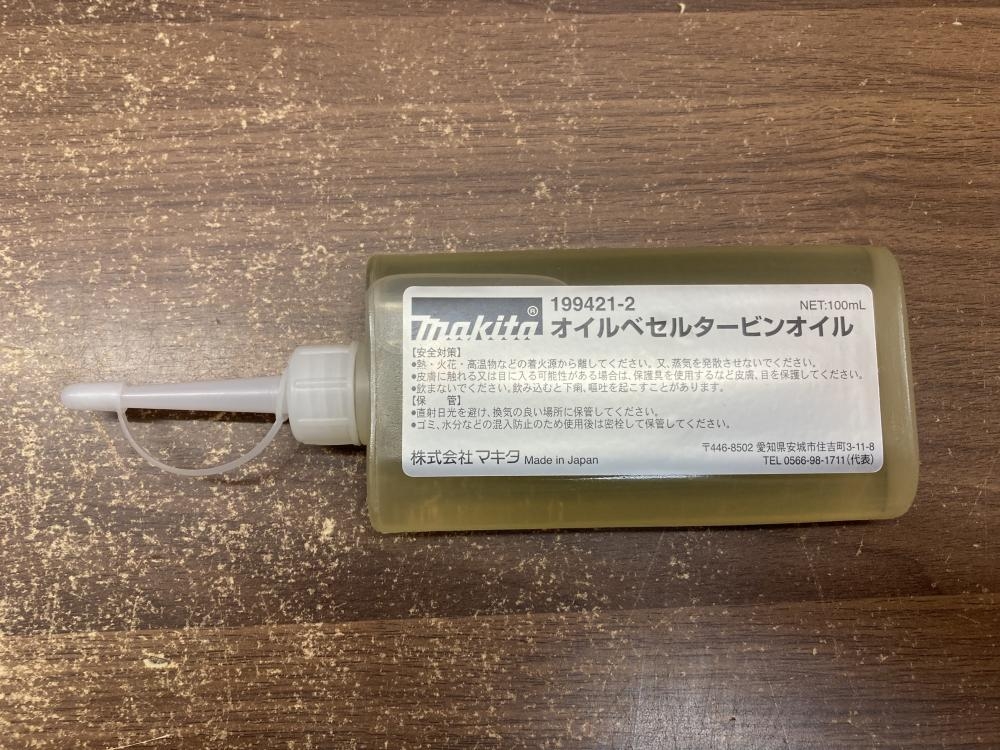 makita®
199421-2
NET:100mL
オイルベセルタービンオイル
【安全対策】
●熱・火花・高温物などの着火源から離してください。又、蒸気を発散させないでください。
●皮膚に触れる又は目に入る可能性がある場合は、保護具を使用するなど皮膚、目を保護してください。
●飲まないでください。飲み込むと下痢、嘔吐を起こすことがあります。
【保　管】
●直射日光を避け、換気の良い場所に保管してください。
●ゴミ、水分などの混入防止のため使用後は密栓して保管してください。
株式会社 マキタ Made in Japan
〒446-8502 愛知県安城市住吉町3-11-8
TEL 0566-98-1711(代表)